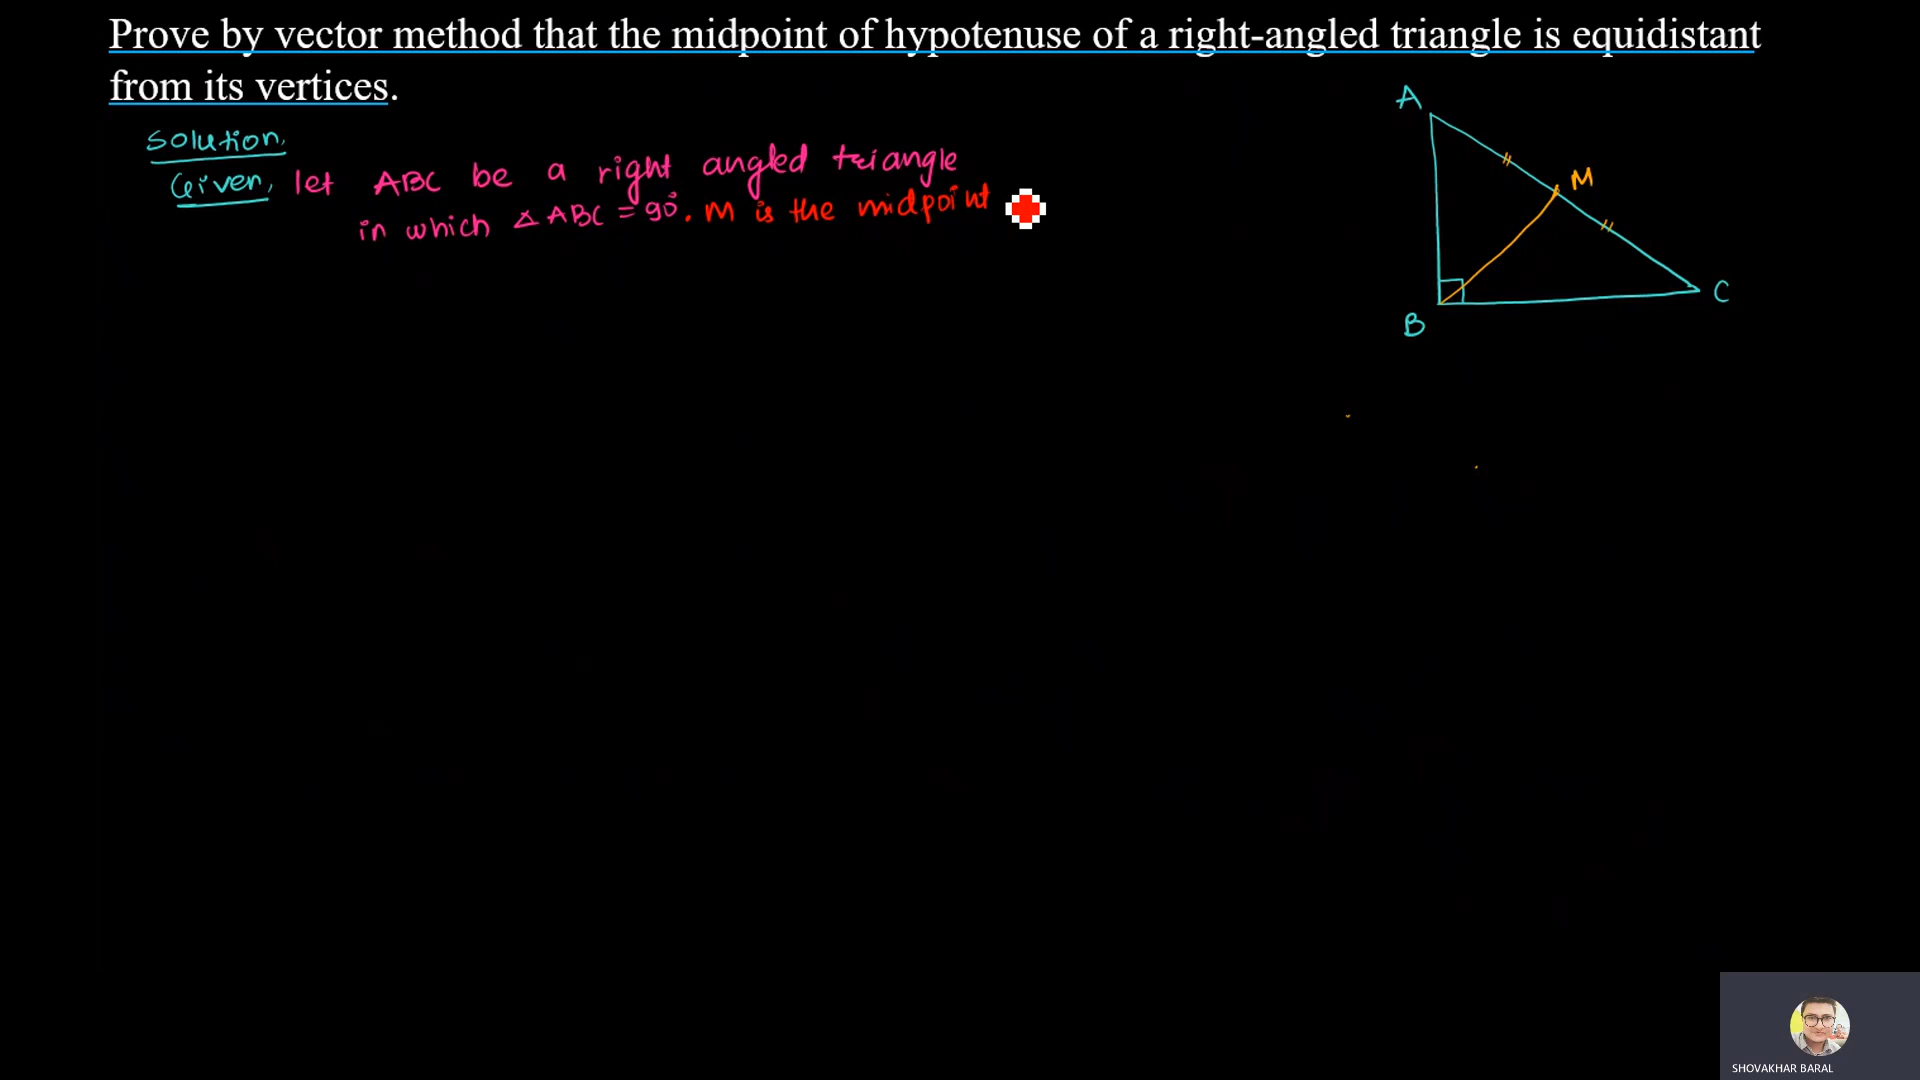 Prove by vector method that the midpoint of hypotenuse of a right-angled triangle is equidistant
from its vertices.
Solution,
Given, let ABC be a right angled triangle
in which ∡ABC = 90°. M is the midpoint
A
M
C
B
SHOVAKHAR BARAL